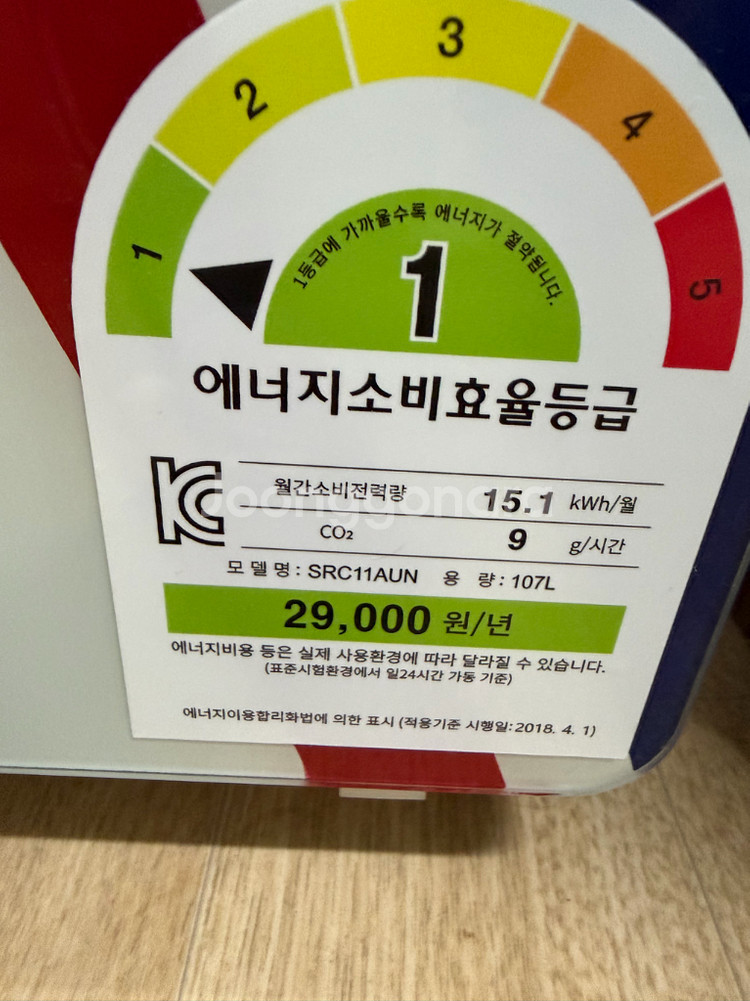 1 2 3 4 5
1등급에 가까울수록 에너지가 절약됩니다.
1
에너지소비효율등급
월간소비전력량 15.1 kWh/월
joonggonara
CO₂ 9 g/시간
모 델 명 : SRC11AUN 용 량 : 107L
29,000 원/년
에너지비용 등은 실제 사용환경에 따라 달라질 수 있습니다.
(표준시험환경에서 일24시간 가동 기준)
에너지이용합리화법에 의한 표시 (적용기준 시행일:2018. 4. 1)